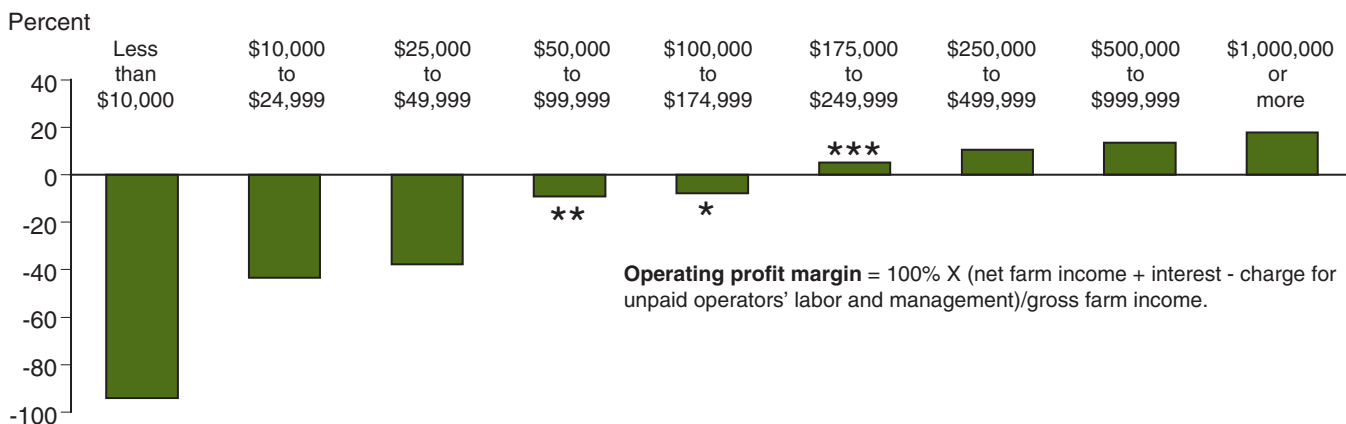 Percent
Less than $10,000
$10,000 to $24,999
$25,000 to $49,999
$50,000 to $99,999
$100,000 to $174,999
$175,000 to $249,999
$250,000 to $499,999
$500,000 to $999,999
$1,000,000 or more
40
20
0
-20
-40
-60
-80
-100
**
*
***
Operating profit margin = 100% X (net farm income + interest - charge for
unpaid operators’ labor and management)/gross farm income.